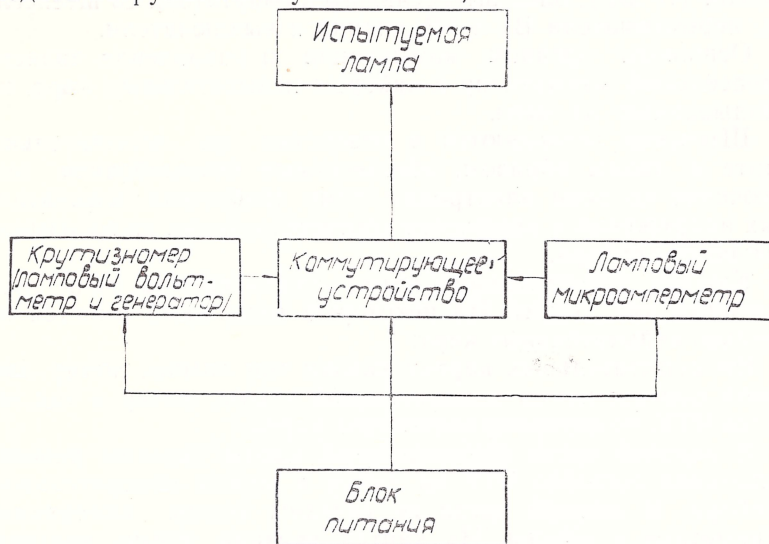 Испытуемая
лампа
Крутизномер
/ламповый вольт-
метр и генератор/
Коммутирующее
устройство
Ламповый
микроамперметр
Блок
питания